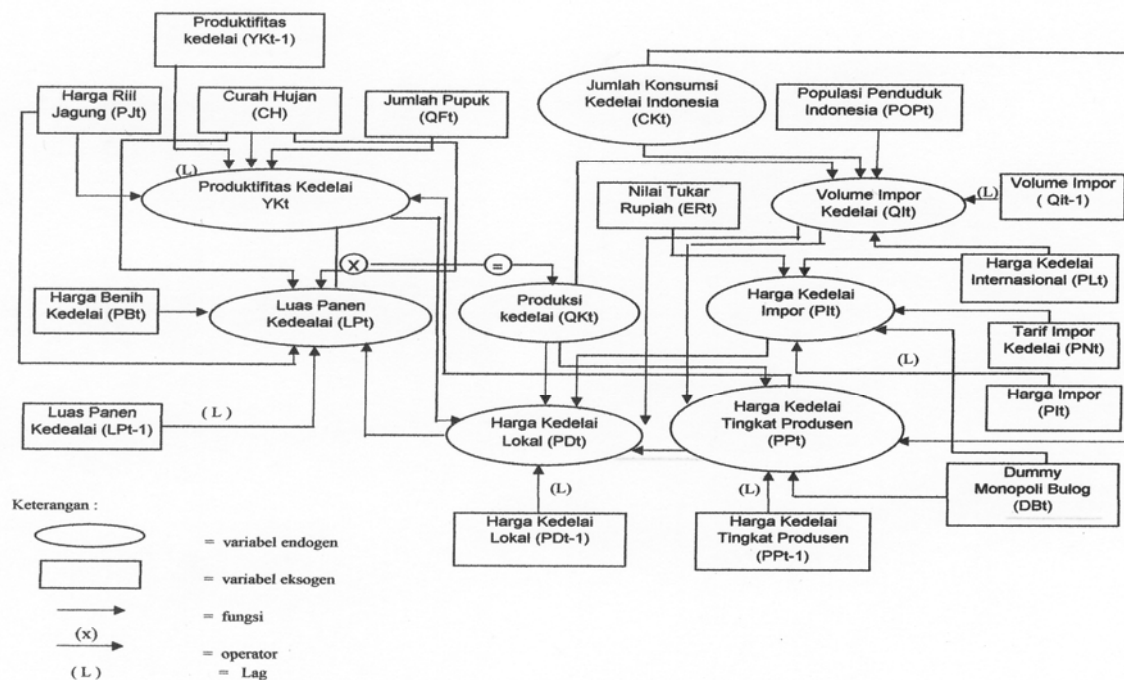 Produktifitas
kedelai (YKt-1)
Harga Riil
Jagung (PJt)
Curah Hujan
(CH)
Jumlah Pupuk
(QFt)
Jumlah Konsumsi
Kedelai Indonesia
(CKt)
Populasi Penduduk
Indonesia (POPt)
(L)
Produktifitas Kedelai
YKt
Nilai Tukar
Rupiah (ERt)
Volume Impor
Kedelai (QIt)
(L)
Volume Impor
( Qit-1)
X
=
Harga Benih
Kedelai (PBt)
Luas Panen
Kedealai (LPt)
Produksi
kedelai (QKt)
Harga Kedelai
Impor (PIt)
Harga Kedelai
Internasional (PLt)
Tarif Impor
Kedelai (PNt)
(L)
Harga Impor
(PIt)
Luas Panen
Kedealai (LPt-1)
( L )
Harga Kedelai
Lokal (PDt)
Harga Kedelai
Tingkat Produsen
(PPt)
Dummy
Monopoli Bulog
(DBt)
(L)
(L)
Harga Kedelai
Lokal (PDt-1)
Harga Kedelai
Tingkat Produsen
(PPt-1)
Keterangan :
= variabel endogen
= variabel eksogen
= fungsi
(x)
= operator
( L )
= Lag